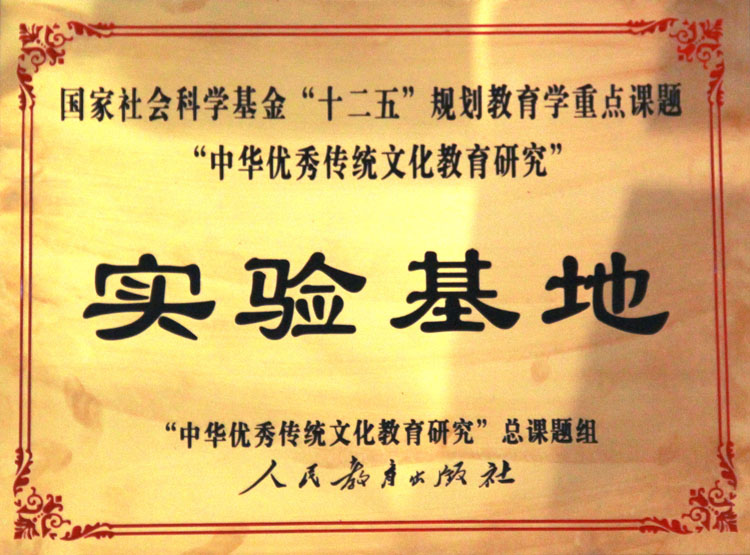 国家社会科学基金“十二五”规划教育学重点课题
“中华优秀传统文化教育研究”
实验基地
“中华优秀传统文化教育研究”总课题组
人民教育出版社